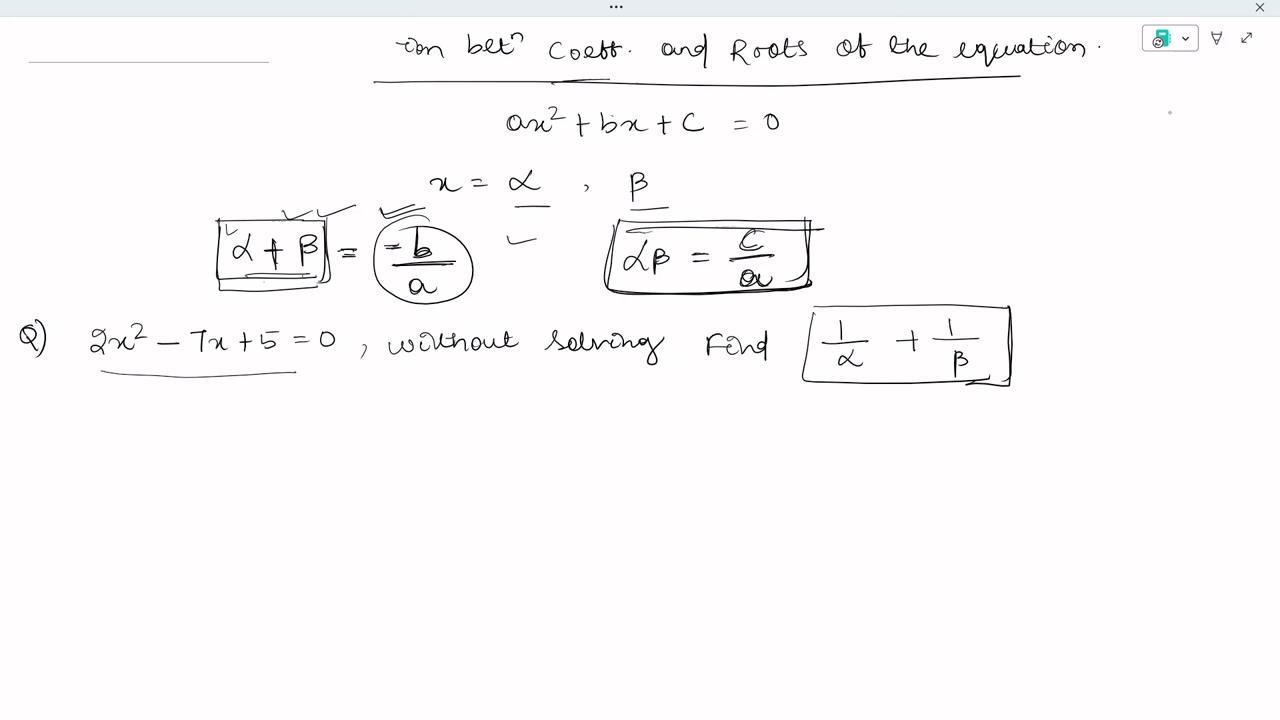 ion betⁿ Coeff. and Roots of the equation.
ax² + bx + c = 0
x = α , β
α + β = -b/a αβ = c/a
Q) 2x² - 7x + 5 = 0 , without solving Find 1/α + 1/β